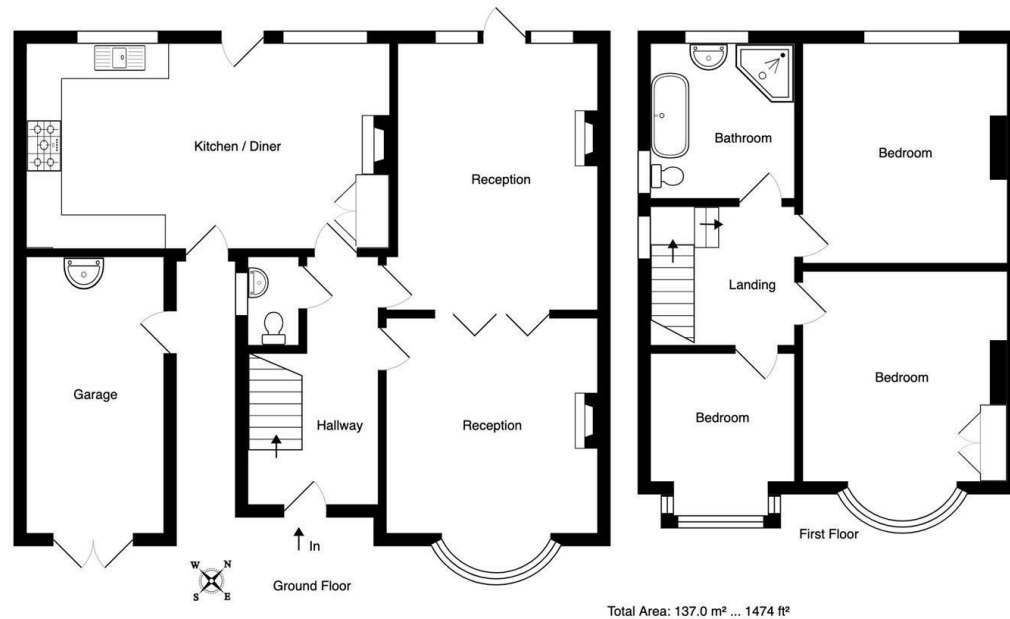 Kitchen / Diner
Reception
Garage
Hallway
Reception
In
W N
S E
Ground Floor
Bathroom
Bedroom
Landing
Bedroom
Bedroom
First Floor
Total Area: 137.0 m² ... 1474 ft²